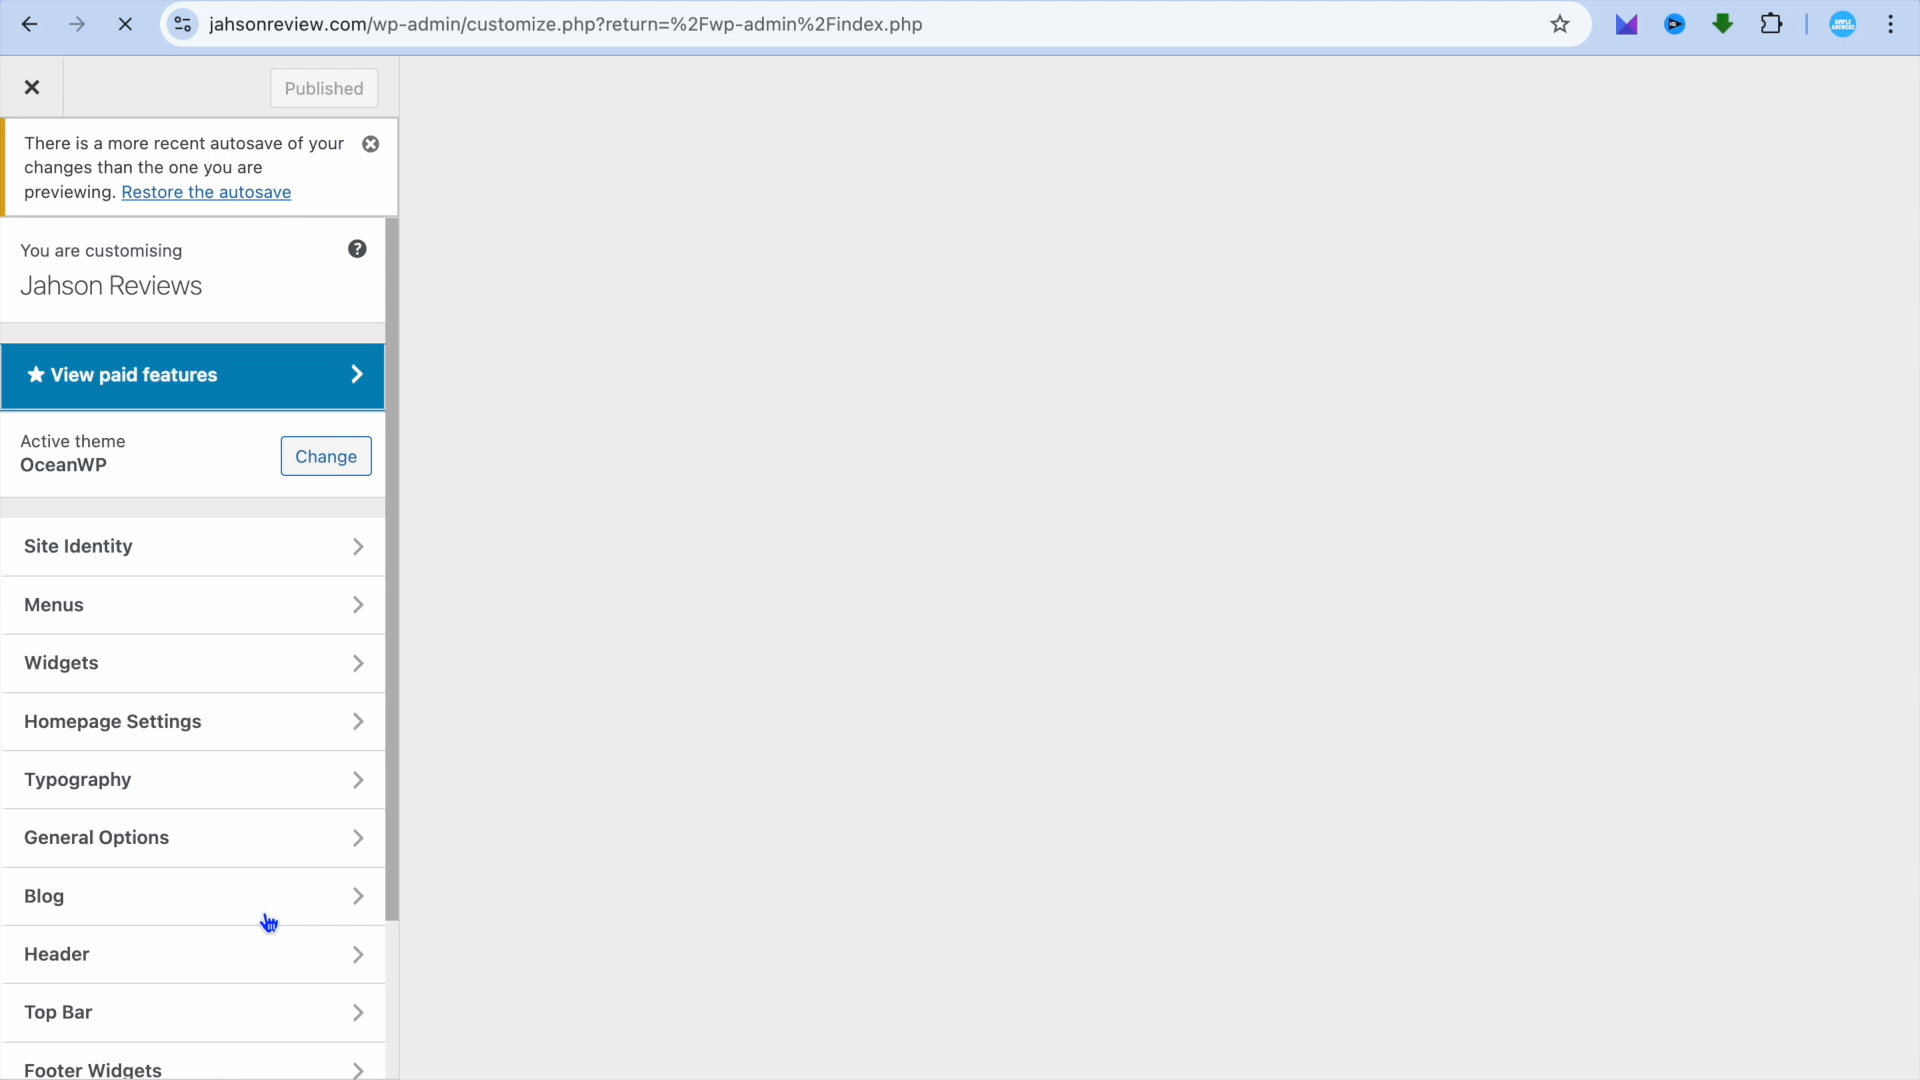 jahsonreview.com/wp-admin/customize.php?return=%2Fwp-admin%2Findex.php
Published
There is a more recent autosave of your
changes than the one you are
previewing. Restore the autosave
You are customising
Jahson Reviews
View paid features
Active theme
OceanWP
Change
Site Identity
Menus
Widgets
Homepage Settings
Typography
General Options
Blog
Header
Top Bar
Footer Widgets